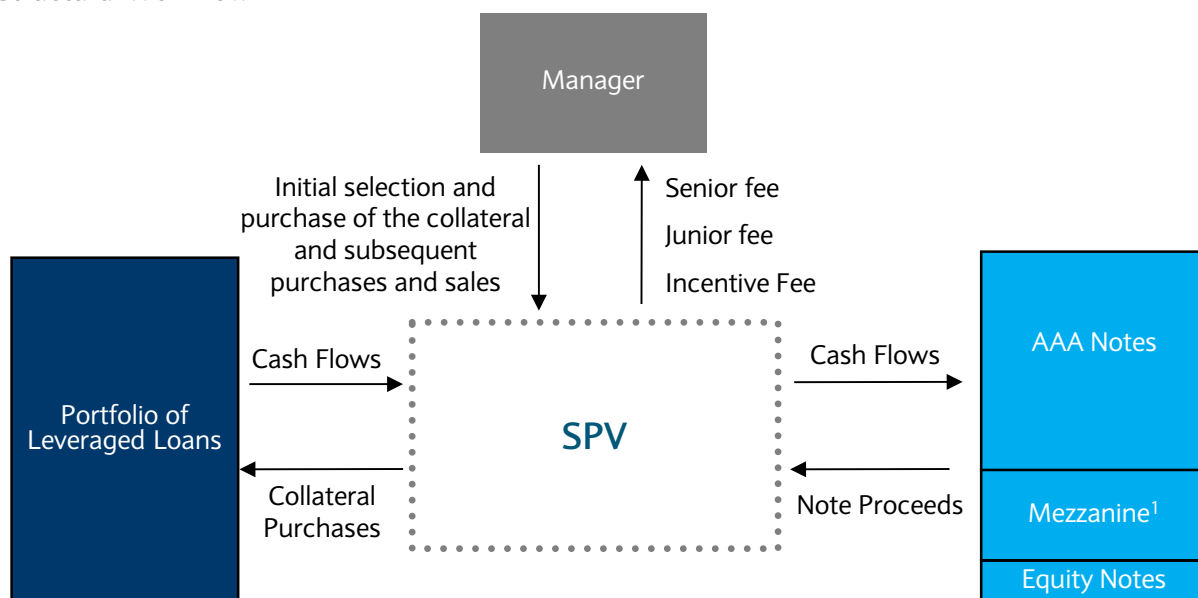 Manager
Initial selection and
purchase of the collateral
and subsequent
purchases and sales
Senior fee
Junior fee
Incentive Fee
Portfolio of
Leveraged Loans
Cash Flows
Collateral
Purchases
SPV
Cash Flows
Note Proceeds
AAA Notes
Mezzanine¹
Equity Notes